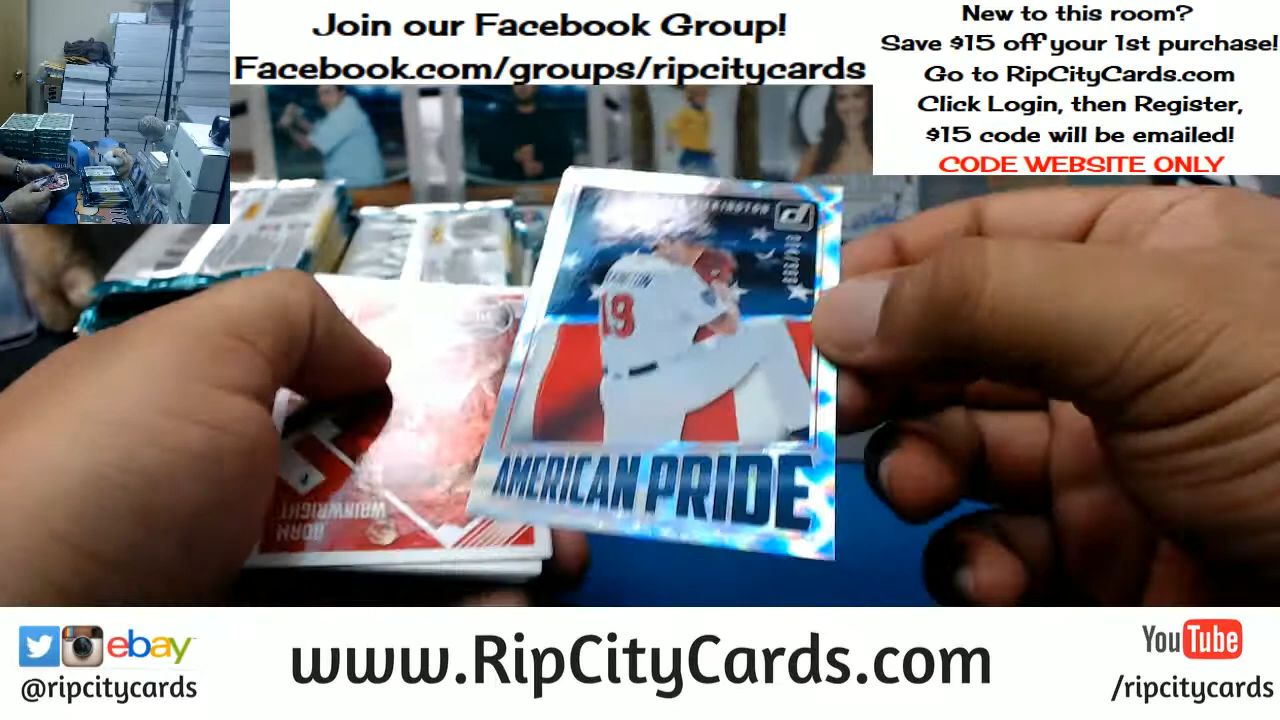 Join our Facebook Group!
Facebook.com/groups/ripcitycards
New to this room?
Save $15 off your 1st purchase!
Go to RipCityCards.com
Click Login, then Register,
$15 code will be emailed!
CODE WEBSITE ONLY
19
AMERICAN PRIDE
WAINWRIGHT
ebay
@ripcitycards
www.RipCityCards.com
YouTube
/ripcitycards